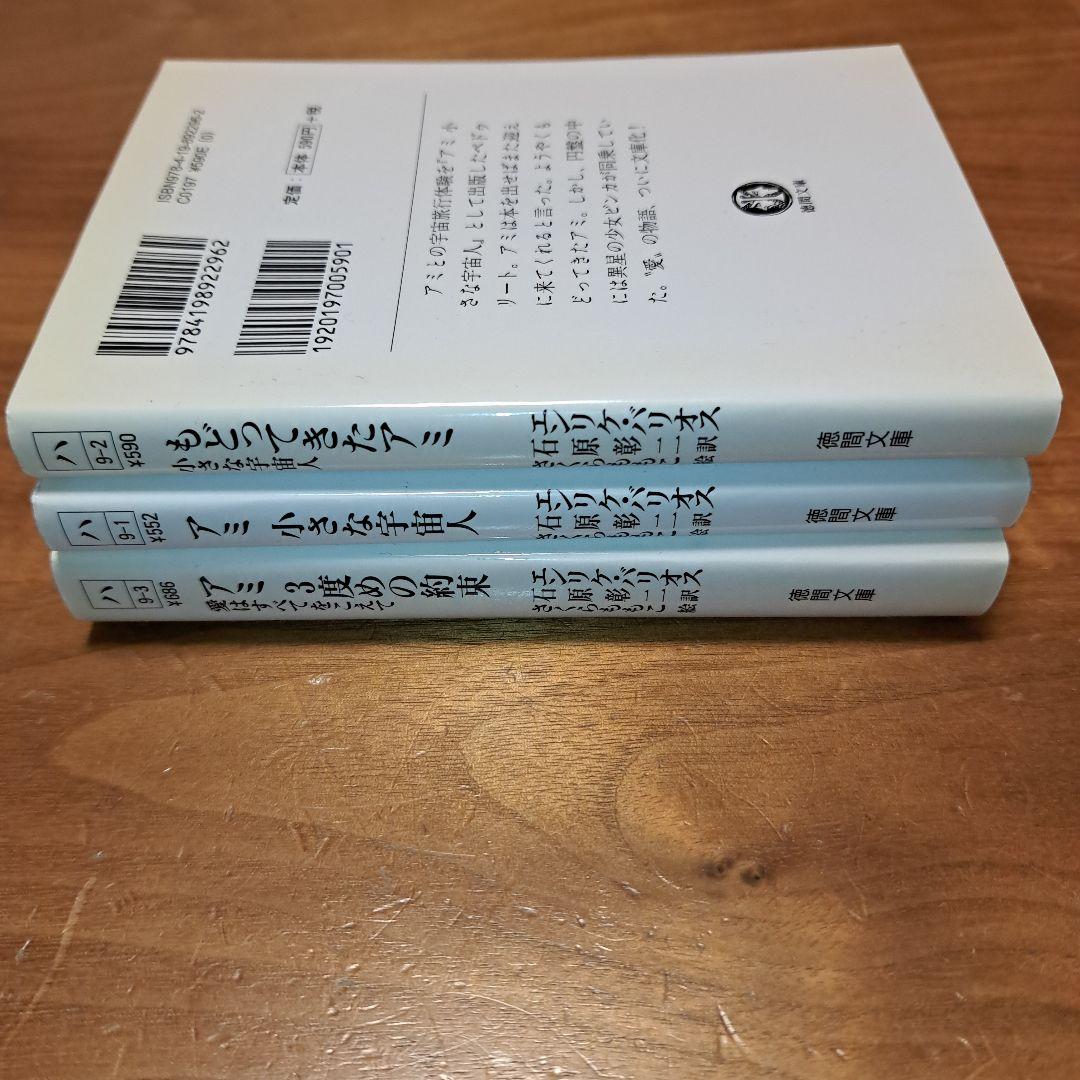 ISBN978-4-19-892296-2
C0197 ¥590E (0)
定価：本体 590円 +税
9784198922962
1920197005901
アミとの宇宙旅行体験を『アミ 小
さな宇宙人』として出版したペドゥ
リート。アミは本を出せばまた迎え
に来てくれると言った。ようやくも
どってきたアミ。しかし、円盤の中
には異星の少女ビンカが同乗してい
た。〝愛〟の物語、ついに文庫化！
徳間文庫
ハ
9-2
¥590
もどってきたアミ
小さな宇宙人
エンリケ・バリオス
石原彰二 訳
さくらももこ 絵
徳間文庫
ハ
9-1
¥552
アミ 小さな宇宙人
エンリケ・バリオス
石原彰二 訳
さくらももこ 絵
徳間文庫
ハ
9-3
¥686
アミ 3度めの約束
愛はすべてをこえて
エンリケ・バリオス
石原彰二 訳
さくらももこ 絵
徳間文庫